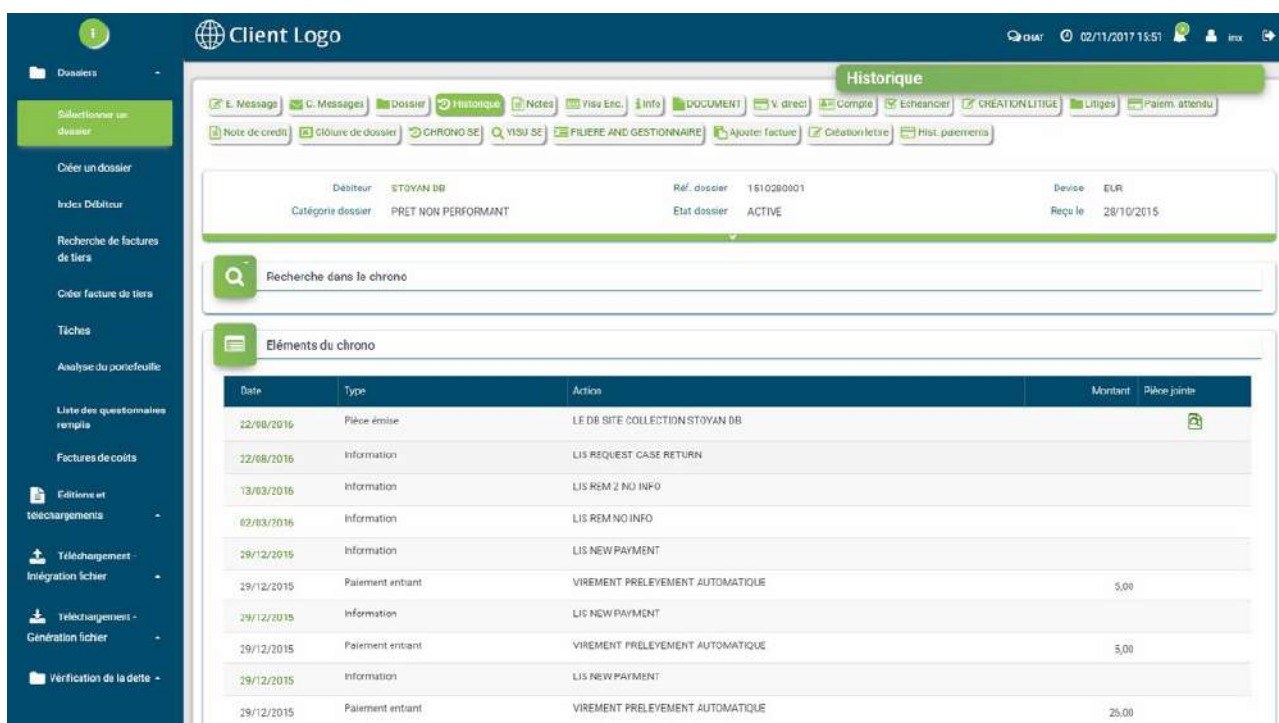 i
Client Logo
CHAT 02/11/2017 15:51 imx
Dossiers
Sélectionner un
dossier
Créer un dossier
Index Débiteur
Recherche de factures
de tiers
Créer facture de tiers
Tâches
Analyse du portefeuille
Liste des questionnaires
remplis
Factures de coûts
Editions et
téléchargements
Téléchargement -
Intégration fichier
Téléchargement -
Génération fichier
Vérification de la dette
Historique
E. Message C. Messages Dossier Historique Notes Visu Enc. Info DOCUMENT V. direct Compte Echeancier CRÉATION LITIGE Litiges Paiem. attendu
Note de credit Clôture de dossier CHRONO SE VISU SE FILIERE AND GESTIONNAIRE Ajouter facture Création lettre Hist. paiements
Débiteur STOYAN DB Réf. dossier 1510280001 Devise EUR
Catégorie dossier PRET NON PERFORMANT Etat dossier ACTIVE Reçu le 28/10/2015
Recherche dans le chrono
Eléments du chrono
Date Type Action Montant Pièce jointe
22/08/2016 Pièce émise LE DB SITE COLLECTION STOYAN DB
22/08/2016 Information LIS REQUEST CASE RETURN
13/03/2016 Information LIS REM 2 NO INFO
02/03/2016 Information LIS REM NO INFO
29/12/2015 Information LIS NEW PAYMENT
29/12/2015 Paiement entrant VIREMENT PRELEVEMENT AUTOMATIQUE 5,00
29/12/2015 Information LIS NEW PAYMENT
29/12/2015 Paiement entrant VIREMENT PRELEVEMENT AUTOMATIQUE 5,00
29/12/2015 Information LIS NEW PAYMENT
29/12/2015 Paiement entrant VIREMENT PRELEVEMENT AUTOMATIQUE 25,00